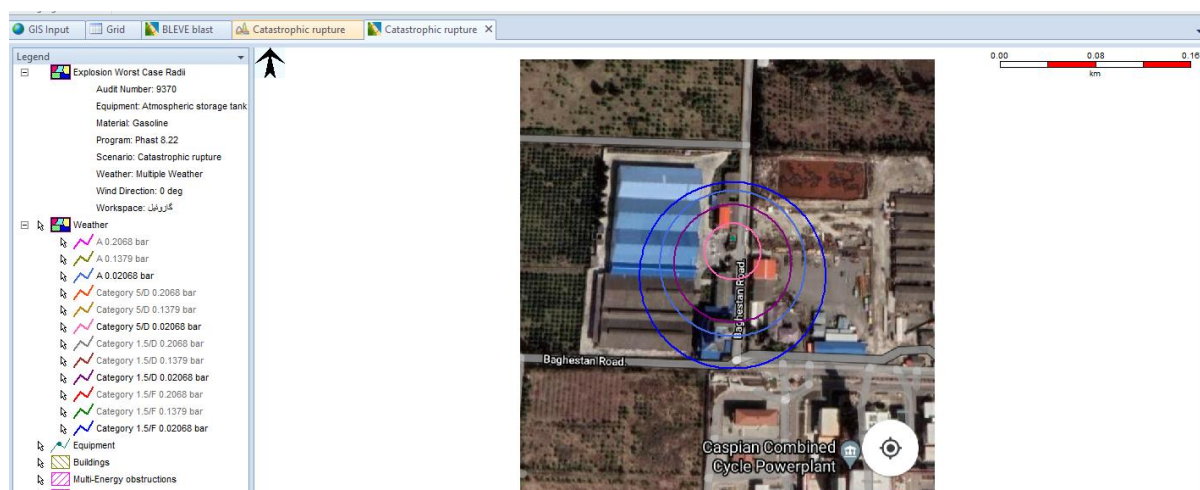 GIS Input
Grid
BLEVE blast
Catastrophic rupture
Catastrophic rupture
Legend
Explosion Worst Case Radii
Audit Number: 9370
Equipment: Atmospheric storage tank
Material: Gasoline
Program: Phast 8.22
Scenario: Catastrophic rupture
Weather: Multiple Weather
Wind Direction: 0 deg
Workspace: گازوئیل
Weather
A 0.2068 bar
A 0.1379 bar
A 0.02068 bar
Category 5/D 0.2068 bar
Category 5/D 0.1379 bar
Category 5/D 0.02068 bar
Category 1.5/D 0.2068 bar
Category 1.5/D 0.1379 bar
Category 1.5/D 0.02068 bar
Category 1.5/F 0.2068 bar
Category 1.5/F 0.1379 bar
Category 1.5/F 0.02068 bar
Equipment
Buildings
Multi-Energy obstructions
0.00 0.08 0.16
km
Baghestan Road.
Baghestan Road.
Caspian Combined
Cycle Powerplant